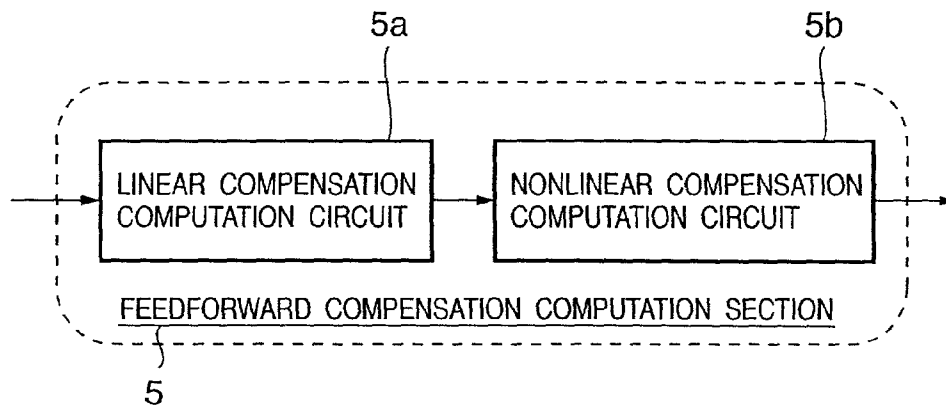 5a
5b
LINEAR COMPENSATION
COMPUTATION CIRCUIT
NONLINEAR COMPENSATION
COMPUTATION CIRCUIT
FEEDFORWARD COMPENSATION COMPUTATION SECTION
5